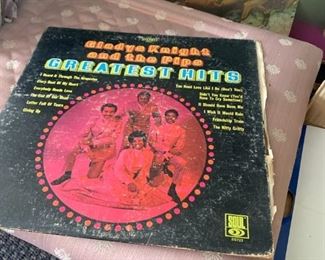 Gladys Knight
and the Pips
GREATEST HITS
I Heard It Through The Grapevine
Every Beat Of My Heart
Everybody Needs Love
The End Of Our Road
Letter Full Of Tears
Giving Up
You Need Love Like I Do (Don't You)
Didn't You Know (You'd
Have To Cry Sometime)
It Should Have Been Me
I Wish It Would Rain
Friendship Train
The Nitty Gritty
SOUL